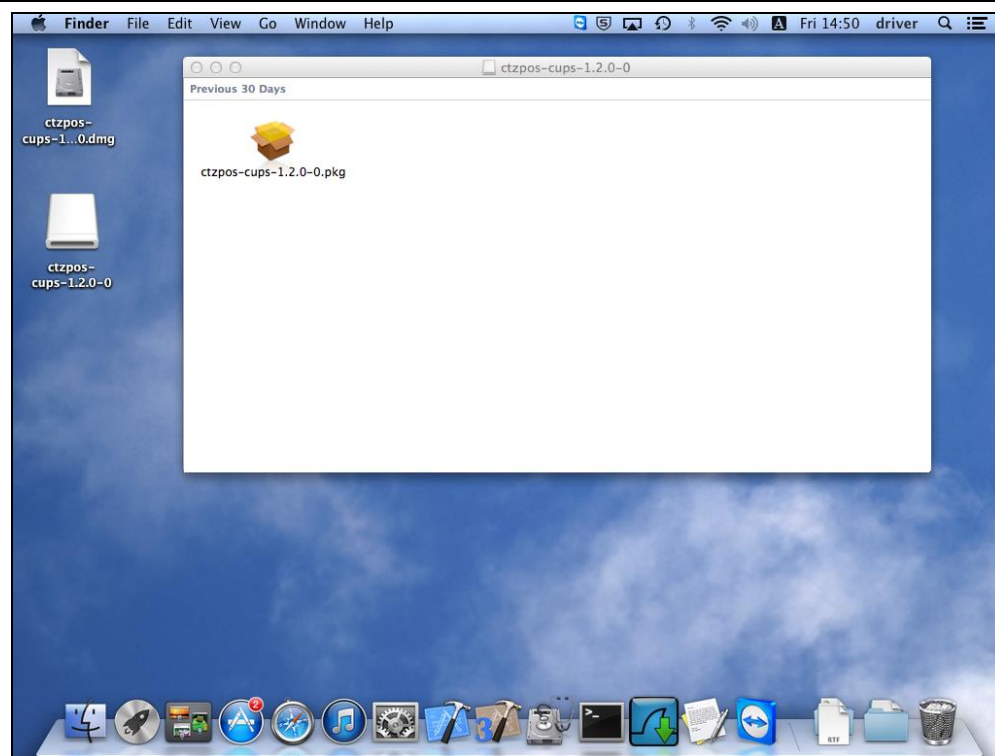 Finder File Edit View Go Window Help
A Fri 14:50 driver
ctzpos-cups-1.2.0-0
Previous 30 Days
ctzpos-
cups-1...0.dmg
ctzpos-cups-1.2.0-0.pkg
ctzpos-
cups-1.2.0-0
2
3
>_
RTF